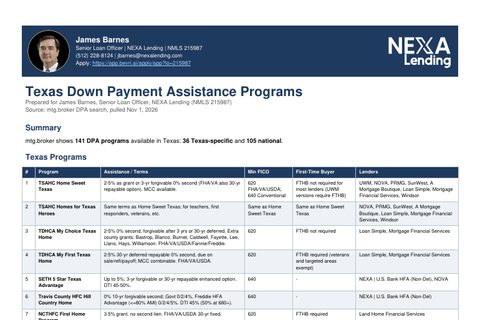 James Barnes
Senior Loan Officer | NEXA Lending | NMLS 215987
(512) 228-8124 | jbarnes@nexalending.com
Apply: https://app.bevri.ai/apply/app?lo=215987
NEXA
Lending
Texas Down Payment Assistance Programs
Prepared for James Barnes, Senior Loan Officer, NEXA Lending (NMLS 215987)
Source: mtg.broker DPA search, pulled Nov 1, 2026
Summary
mtg.broker shows 141 DPA programs available in Texas: 36 Texas-specific and 105 national.
Texas Programs
# Program Assistance / Terms Min FICO First-Time Buyer Lenders
1 TSAHC Home Sweet Texas 2-5% as grant or 3-yr forgivable 0% second (FHA/VA also 30-yr repayable option). MCC available. 620 FHA/VA/USDA; 640 Conventional FTHB not required for most lenders (UWM versions require FTHB) UWM, NOVA, PRMG, SunWest, A Mortgage Boutique, Loan Simple, Mortgage Financial Services, Windsor
2 TSAHC Homes for Texas Heroes Same terms as Home Sweet Texas; for teachers, first responders, veterans, etc. Same as Home Sweet Texas Same as Home Sweet Texas NOVA, PRMG, SunWest, A Mortgage Boutique, Loan Simple, Mortgage Financial Services, Windsor
3 TDHCA My Choice Texas Home 2-5% 0% second, forgivable after 3-yr or repayable. Extra county grants: Bastrop, Blanco, Burnet, Caldwell, Fayette, Lee, Llano, Hays, Williamson. FHA/VA/USDA/Fannie/Freddie. 620 FTHB not required Loan Simple, Mortgage Financial Services
4 TDHCA My First Texas Home 2-5% 30-yr deferred repayable 0% second, due on sale/refi/payoff; MCC combinable. FHA/VA/USDA. 620 FTHB required (veterans and targeted areas exempt) Loan Simple, Mortgage Financial Services
5 SETH 5 Star Texas Advantage Up to 5%; 3-yr forgivable or 10-yr repayable enhanced option. DTI 45-50%. 640 - NEXA | U.S. Bank HFA (Non-Del), NOVA
6 Travis County HFC Hill Country Home 0% 10-yr forgivable second; Govt 0/2/4%, Freddie HFA Advantage (<=80% AMI) 0/2/4/5%. DTI 45% (50% at 680+). 640 - NEXA | U.S. Bank HFA (Non-Del)
7 NCTHFC First Home 3.5% grant, no second lien. FHA/VA/USDA 30-yr fixed. 620 FTHB required Land Home Financial Services